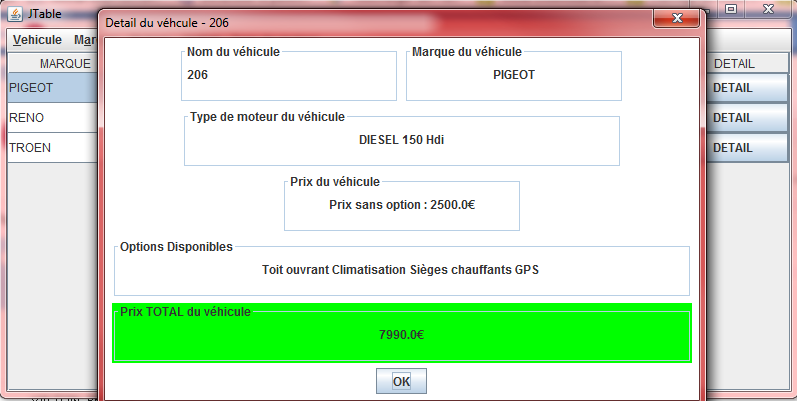 JTable
Detail du véhcule - 206
Vehicule
MARQUE
DETAIL
PIGEOT
DETAIL
RENO
DETAIL
TROEN
DETAIL
Nom du véhicule
206
Marque du véhicule
PIGEOT
Type de moteur du véhicule
DIESEL 150 Hdi
Prix du véhicule
Prix sans option : 2500.0€
Options Disponibles
Toit ouvrant Climatisation Sièges chauffants GPS
Prix TOTAL du véhicule
7990.0€
OK